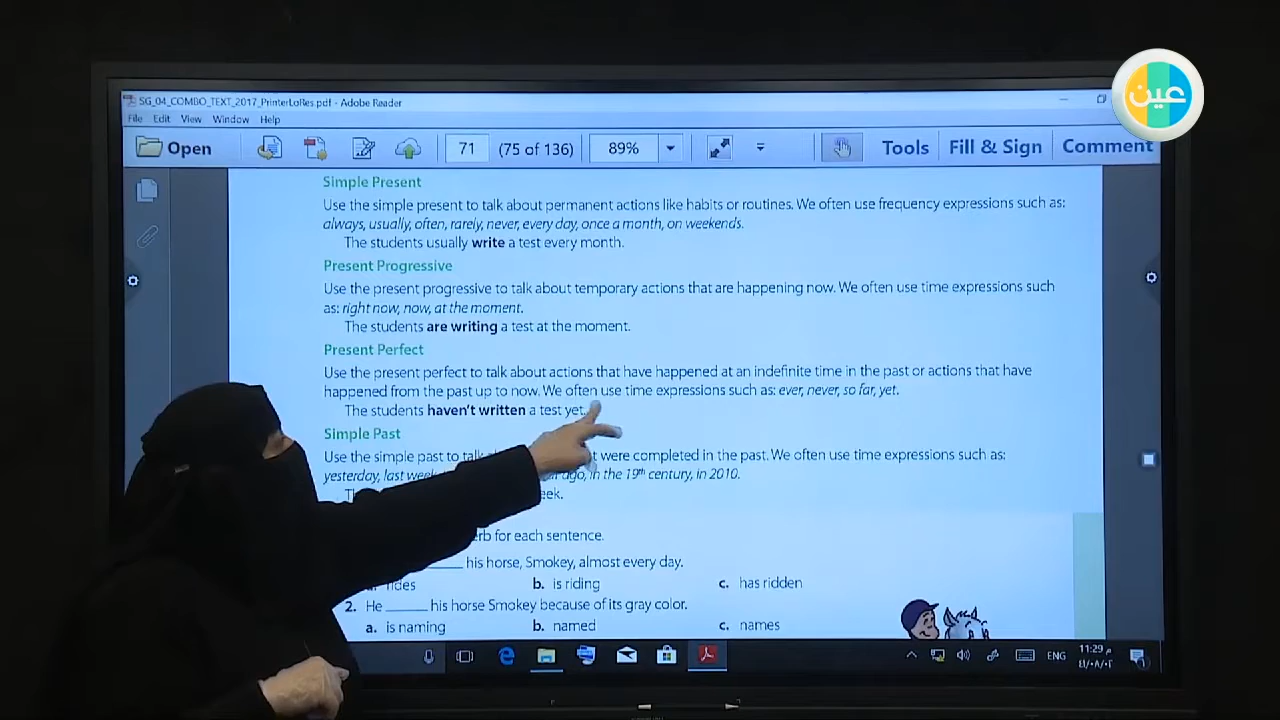 عين
SG_04_COMBO_TEXT_2017_PrinterLoRes.pdf - Adobe Reader
File Edit View Window Help
Open 71 (75 of 136) 89% Tools Fill & Sign Comment
Simple Present
Use the simple present to talk about permanent actions like habits or routines. We often use frequency expressions such as:
always, usually, often, rarely, never, every day, once a month, on weekends.
The students usually write a test every month.
Present Progressive
Use the present progressive to talk about temporary actions that are happening now. We often use time expressions such
as: right now, now, at the moment.
The students are writing a test at the moment.
Present Perfect
Use the present perfect to talk about actions that have happened at an indefinite time in the past or actions that have
happened from the past up to now. We often use time expressions such as: ever, never, so far, yet.
The students haven't written a test yet.
Simple Past
Use the simple past to talk were completed in the past. We often use time expressions such as:
yesterday, last week ago, in the 19th century, in 2010.
for each sentence.
his horse, Smokey, almost every day.
b. is riding c. has ridden
2. He _____ his horse Smokey because of its gray color.
a. is naming b. named c. names
ENG 11:29 م